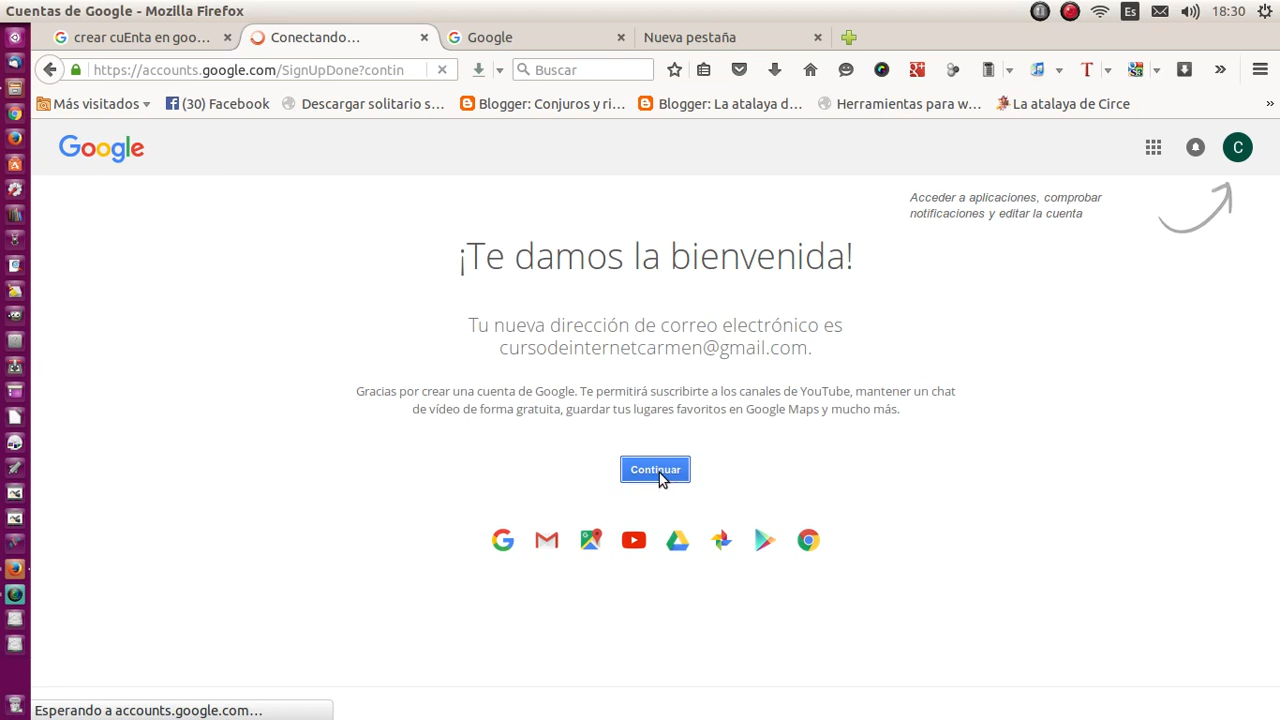 Cuentas de Google - Mozilla Firefox
Es
18:30
crear cuEnta en goo...
Conectando...
Google
Nueva pestaña
https://accounts.google.com/SignUpDone?contin
Buscar
Más visitados
(30) Facebook
Descargar solitario s...
Blogger: Conjuros y ri...
Blogger: La atalaya d...
Herramientas para w...
La atalaya de Circe
Google
C
Acceder a aplicaciones, comprobar
notificaciones y editar la cuenta
¡Te damos la bienvenida!
Tu nueva dirección de correo electrónico es
cursodeinternetcarmen@gmail.com.
Gracias por crear una cuenta de Google. Te permitirá suscribirte a los canales de YouTube, mantener un chat
de vídeo de forma gratuita, guardar tus lugares favoritos en Google Maps y mucho más.
Continuar
Esperando a accounts.google.com...